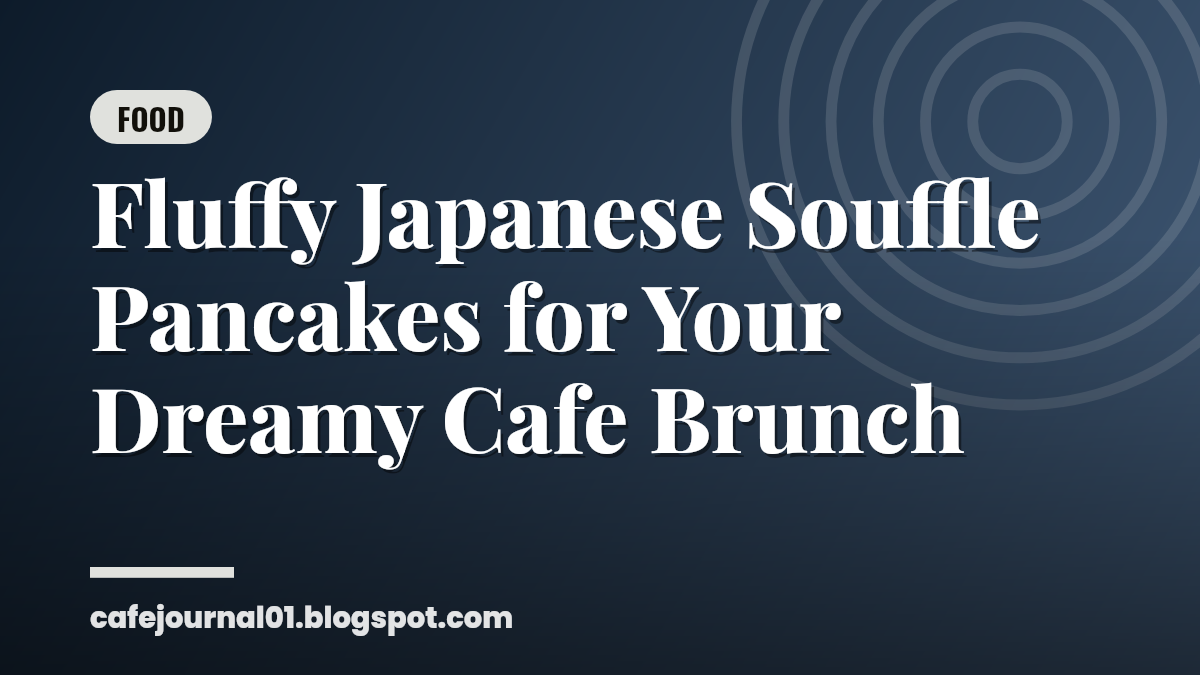 FOOD
Fluffy Japanese Souffle
Pancakes for Your
Dreamy Cafe Brunch
cafejournal01.blogspot.com